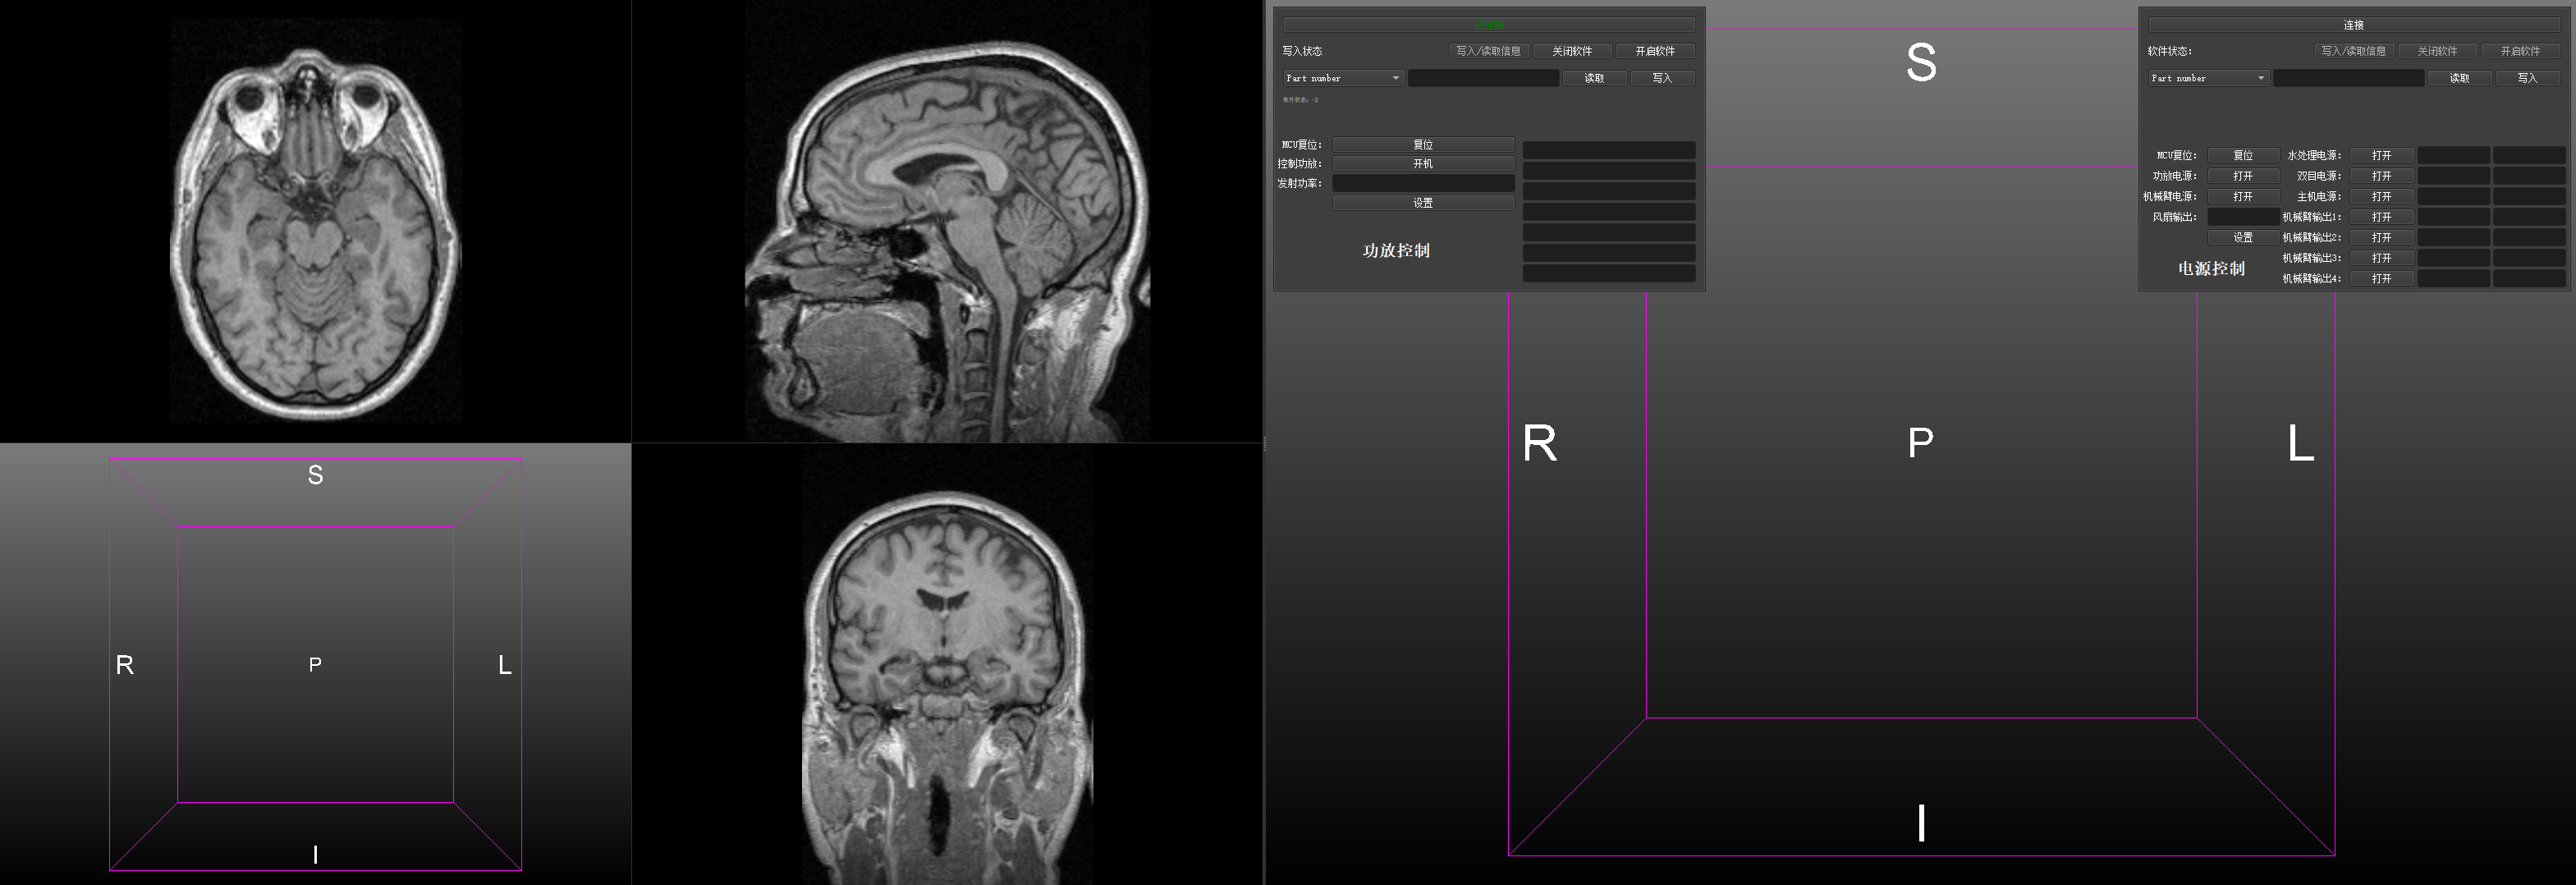 写入状态
写入/读取信息 关闭软件 开启软件
Part number 读取 写入
软件状态: -2
MCU复位: 复位
控制功放: 开机
发射功率:
设置
功放控制
连接
软件状态: 写入/读取信息 关闭软件 开启软件
Part number 读取 写入
MCU复位: 复位 水处理电源: 打开
功放电源: 打开 双目电源: 打开
机械臂电源: 打开 主机电源: 打开
风扇输出: 机械臂输出1: 打开
设置 机械臂输出2: 打开
机械臂输出3: 打开
电源控制 机械臂输出4: 打开
S
R P L
I
S
R P L
I